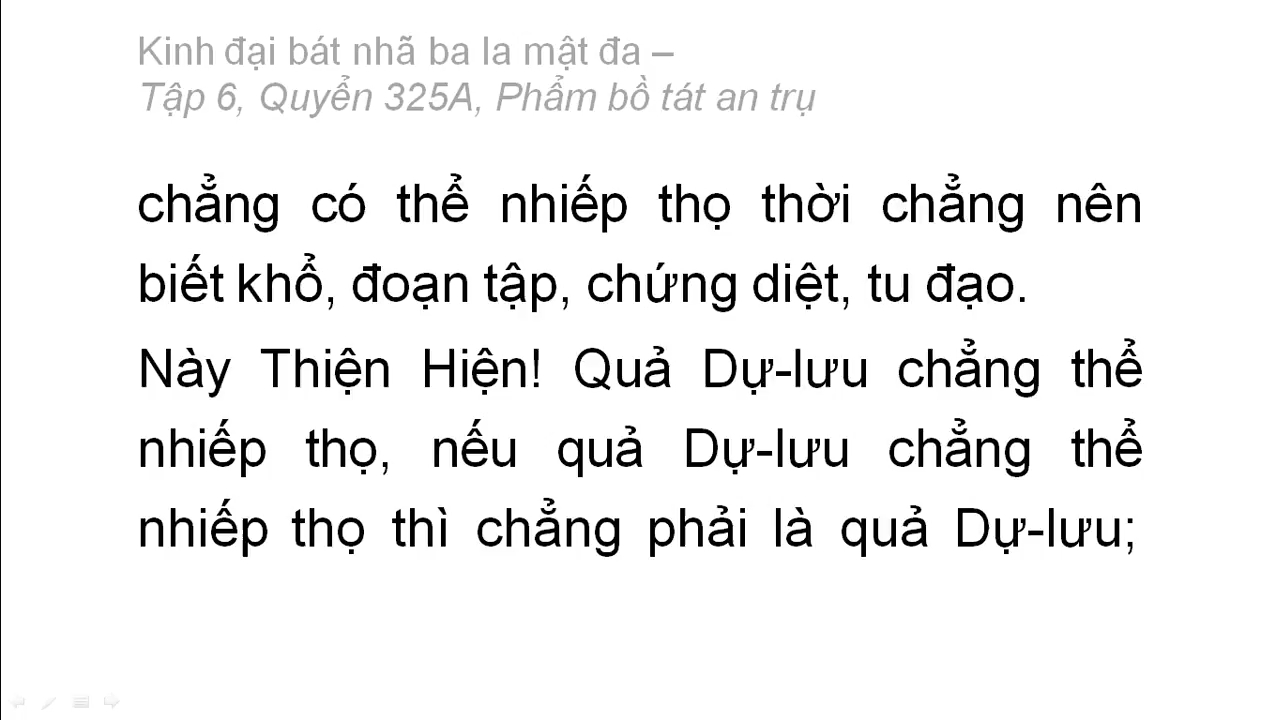 Kinh đại bát nhã ba la mật đa –
Tập 6, Quyển 325A, Phẩm bồ tát an trụ
chẳng có thể nhiếp thọ thời chẳng nên
biết khổ, đoạn tập, chứng diệt, tu đạo.
Này Thiện Hiện! Quả Dự-lưu chẳng thể
nhiếp thọ, nếu quả Dự-lưu chẳng thể
nhiếp thọ thì chẳng phải là quả Dự-lưu;